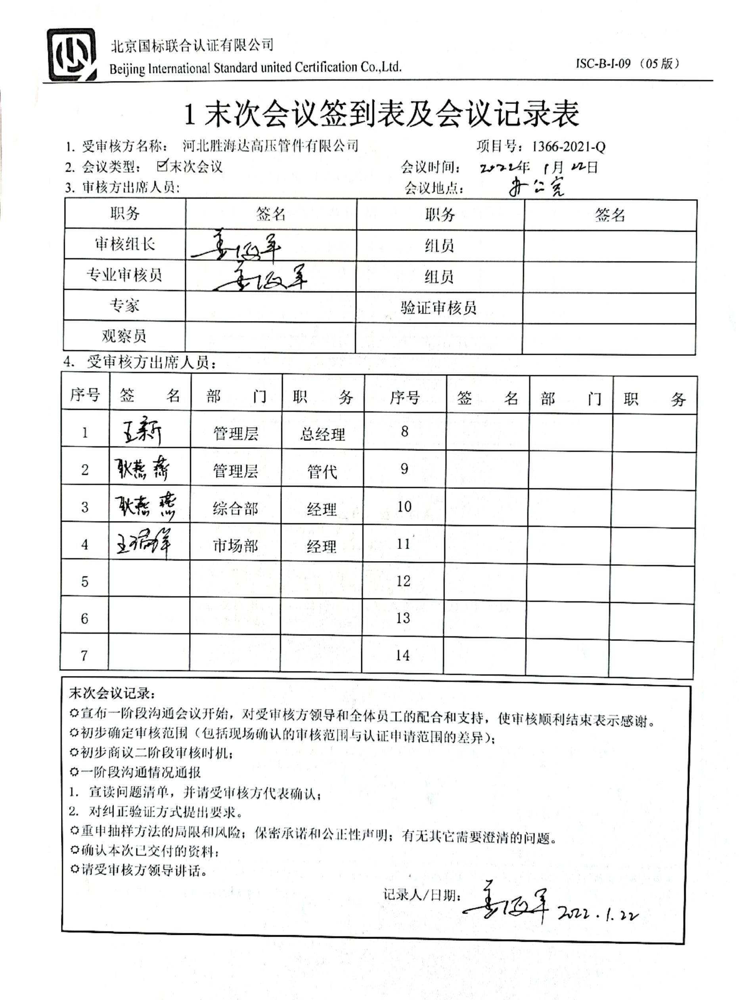 北京国标联合认证有限公司
Beijing International Standard united Certification Co.,Ltd.
ISC-B-I-09 （05 版）
1 末次会议签到表及会议记录表
1. 受审核方名称： 河北胜海达高压管件有限公司 项目号：1366-2021-Q
2. 会议类型： ☑末次会议 会议时间： 2022年 1月 22日
3. 审核方出席人员: 会议地点： 办公室
职务 签名 职务 签名
审核组长 组员
专业审核员 组员
专家 验证审核员
观察员
4. 受审核方出席人员：
序号 签 名 部 门 职 务 序号 签 名 部 门 职 务
1 王新 管理层 总经理 8
2 耿燕燕 管理层 管代 9
3 耿燕燕 综合部 经理 10
4 市场部 经理 11
5 12
6 13
7 14
末次会议记录：
✿宣布一阶段沟通会议开始，对受审核方领导和全体员工的配合和支持，使审核顺利结束表示感谢。
✿初步确定审核范围（包括现场确认的审核范围与认证申请范围的差异）；
✿初步商议二阶段审核时机；
✿一阶段沟通情况通报
1. 宣读问题清单，并请受审核方代表确认；
2. 对纠正验证方式提出要求。
✿重申抽样方法的局限和风险；保密承诺和公正性声明；有无其它需要澄清的问题。
✿确认本次已交付的资料；
✿请受审核方领导讲话。
记录人/日期： 2022.1.22